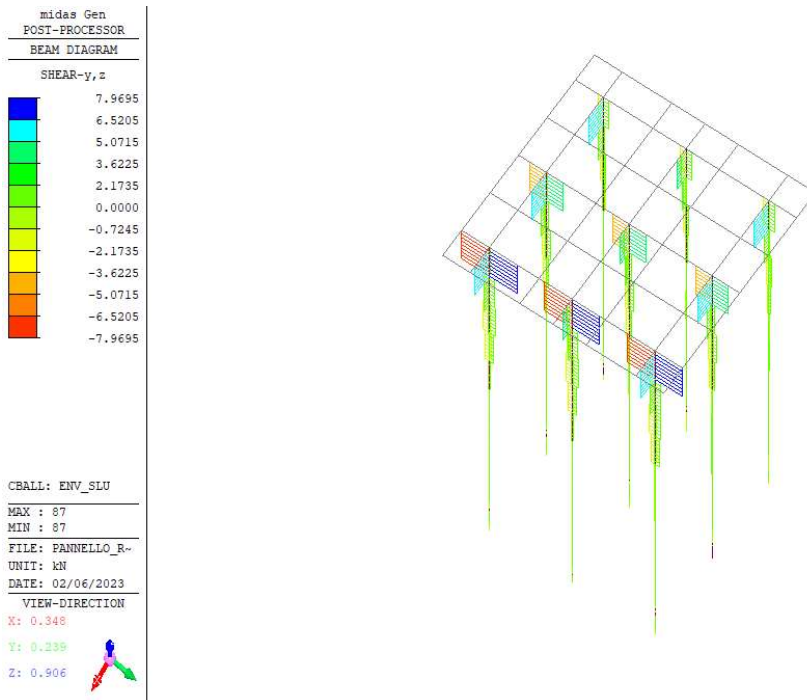 midas Gen
POST-PROCESSOR
BEAM DIAGRAM
SHEAR-y,z
7.9695
6.5205
5.0715
3.6225
2.1735
0.0000
-0.7245
-2.1735
-3.6225
-5.0715
-6.5205
-7.9695
CBALL: ENV_SLU
MAX : 87
MIN : 87
FILE: PANNELLO_R~
UNIT: kN
DATE: 02/06/2023
VIEW-DIRECTION
X: 0.348
Y: 0.239
Z: 0.906